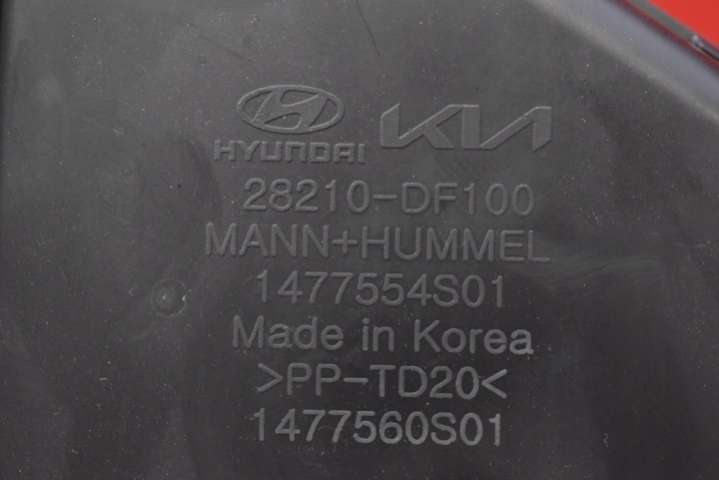 HYUNDAI KIA
28210-DF100
MANN+HUMMEL
1477554S01
Made in Korea
>PP-TD20<
1477560S01